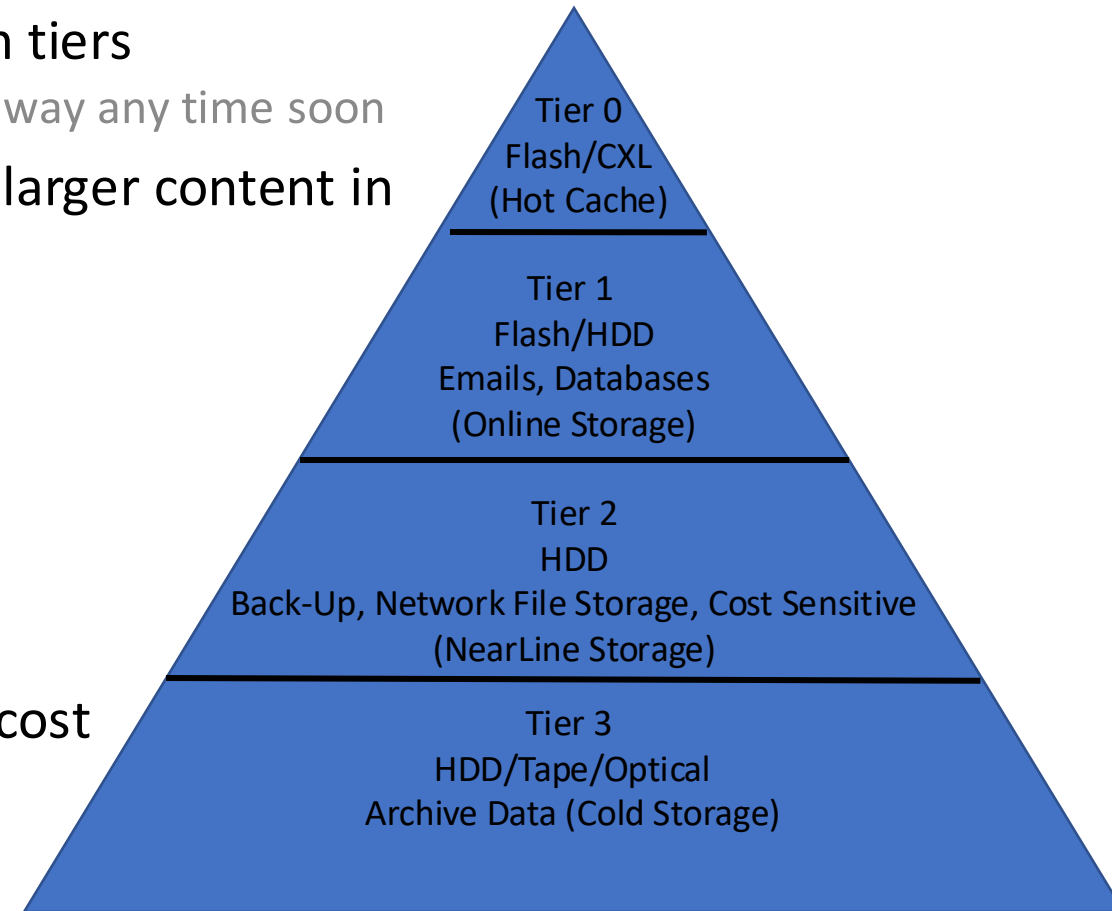 n tiers
way any time soon
larger content in
cost
Tier 0
Flash/CXL
(Hot Cache)
Tier 1
Flash/HDD
Emails, Databases
(Online Storage)
Tier 2
HDD
Back-Up, Network File Storage, Cost Sensitive
(NearLine Storage)
Tier 3
HDD/Tape/Optical
Archive Data (Cold Storage)